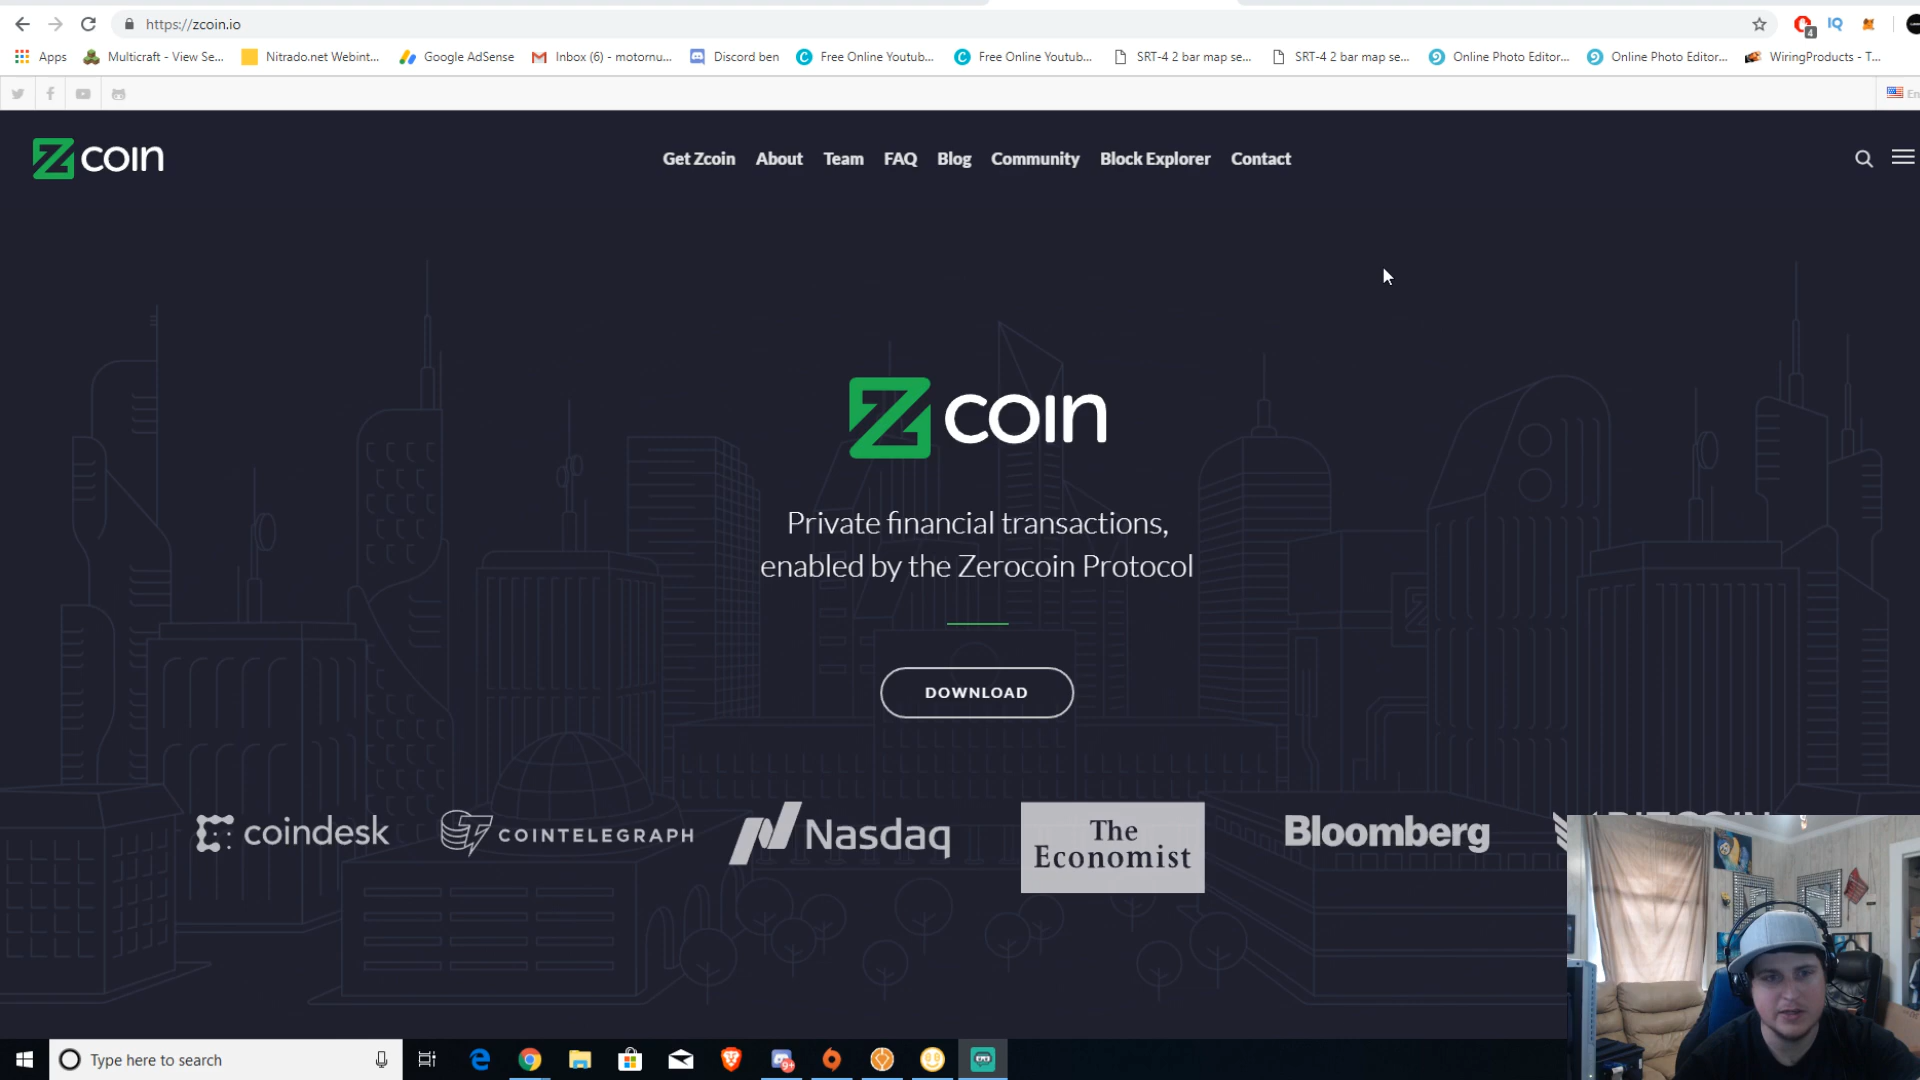 https://zcoin.io
4
Apps
Multicraft - View Se...
Nitrado.net Webint...
Google AdSense
Inbox (6) - motornu...
Discord ben
Free Online Youtub...
Free Online Youtub...
SRT-4 2 bar map se...
SRT-4 2 bar map se...
Online Photo Editor...
Online Photo Editor...
WiringProducts - T...
En
Zcoin
Get Zcoin
About
Team
FAQ
Blog
Community
Block Explorer
Contact
Zcoin
Private financial transactions,
enabled by the Zerocoin Protocol
DOWNLOAD
coindesk
COINTELEGRAPH
Nasdaq
The
Economist
Bloomberg
Type here to search
9+